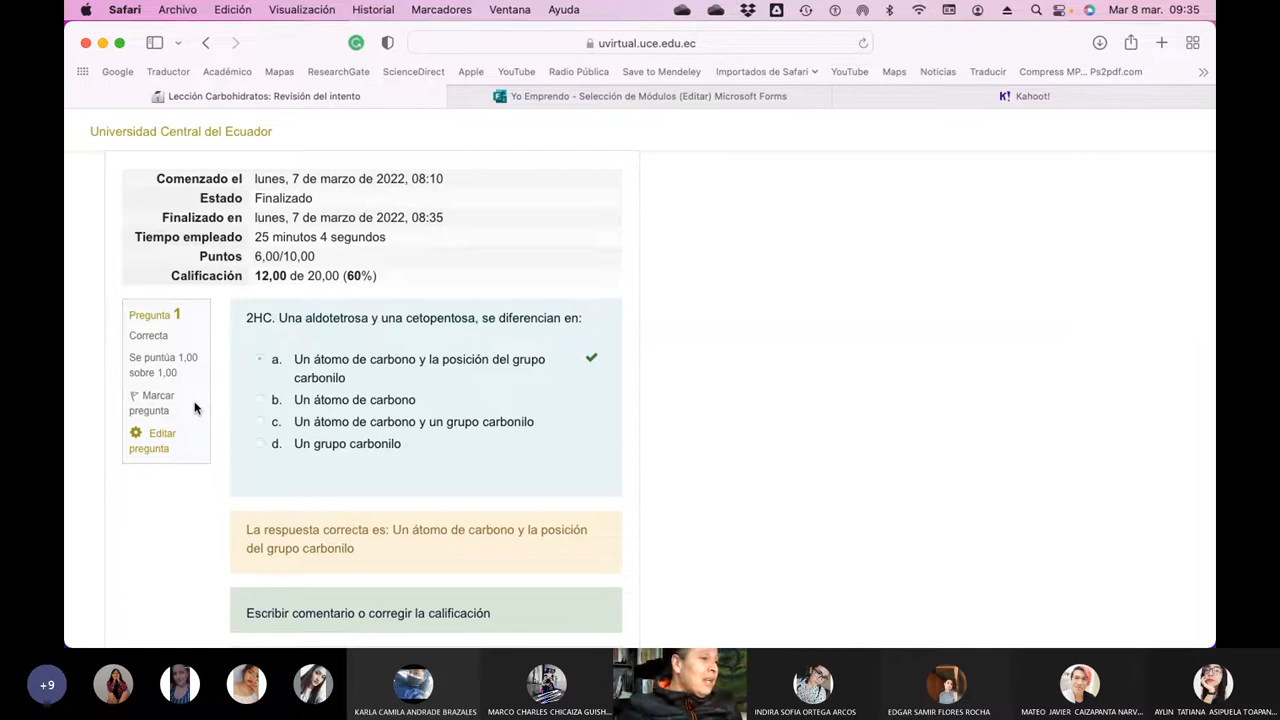 Safari Archivo Edición Visualización Historial Marcadores Ventana Ayuda Mar 8 mar. 09:35
uvirtual.uce.edu.ec
Google Traductor Académico Mapas ResearchGate ScienceDirect Apple YouTube Radio Pública Save to Mendeley Importados de Safari YouTube Maps Noticias Traducir Compress MP... Ps2pdf.com
Lección Carbohidratos: Revisión del intento Yo Emprendo - Selección de Módulos (Editar) Microsoft Forms K! Kahoot!
Universidad Central del Ecuador
Comenzado el lunes, 7 de marzo de 2022, 08:10
Estado Finalizado
Finalizado en lunes, 7 de marzo de 2022, 08:35
Tiempo empleado 25 minutos 4 segundos
Puntos 6,00/10,00
Calificación 12,00 de 20,00 (60%)
Pregunta 1
Correcta
Se puntúa 1,00
sobre 1,00
Marcar
pregunta
Editar
pregunta
2HC. Una aldotetrosa y una cetopentosa, se diferencian en:
a. Un átomo de carbono y la posición del grupo
carbonilo
b. Un átomo de carbono
c. Un átomo de carbono y un grupo carbonilo
d. Un grupo carbonilo
La respuesta correcta es: Un átomo de carbono y la posición
del grupo carbonilo
Escribir comentario o corregir la calificación
+9
KARLA CAMILA ANDRADE BRAZALES MARCO CHARLES CHICAIZA GUISH... INDIRA SOFIA ORTEGA ARCOS EDGAR SAMIR FLORES ROCHA MATEO JAVIER CAIZAPANTA NARV... AYLIN TATIANA ASIPUELA TOAPAN...